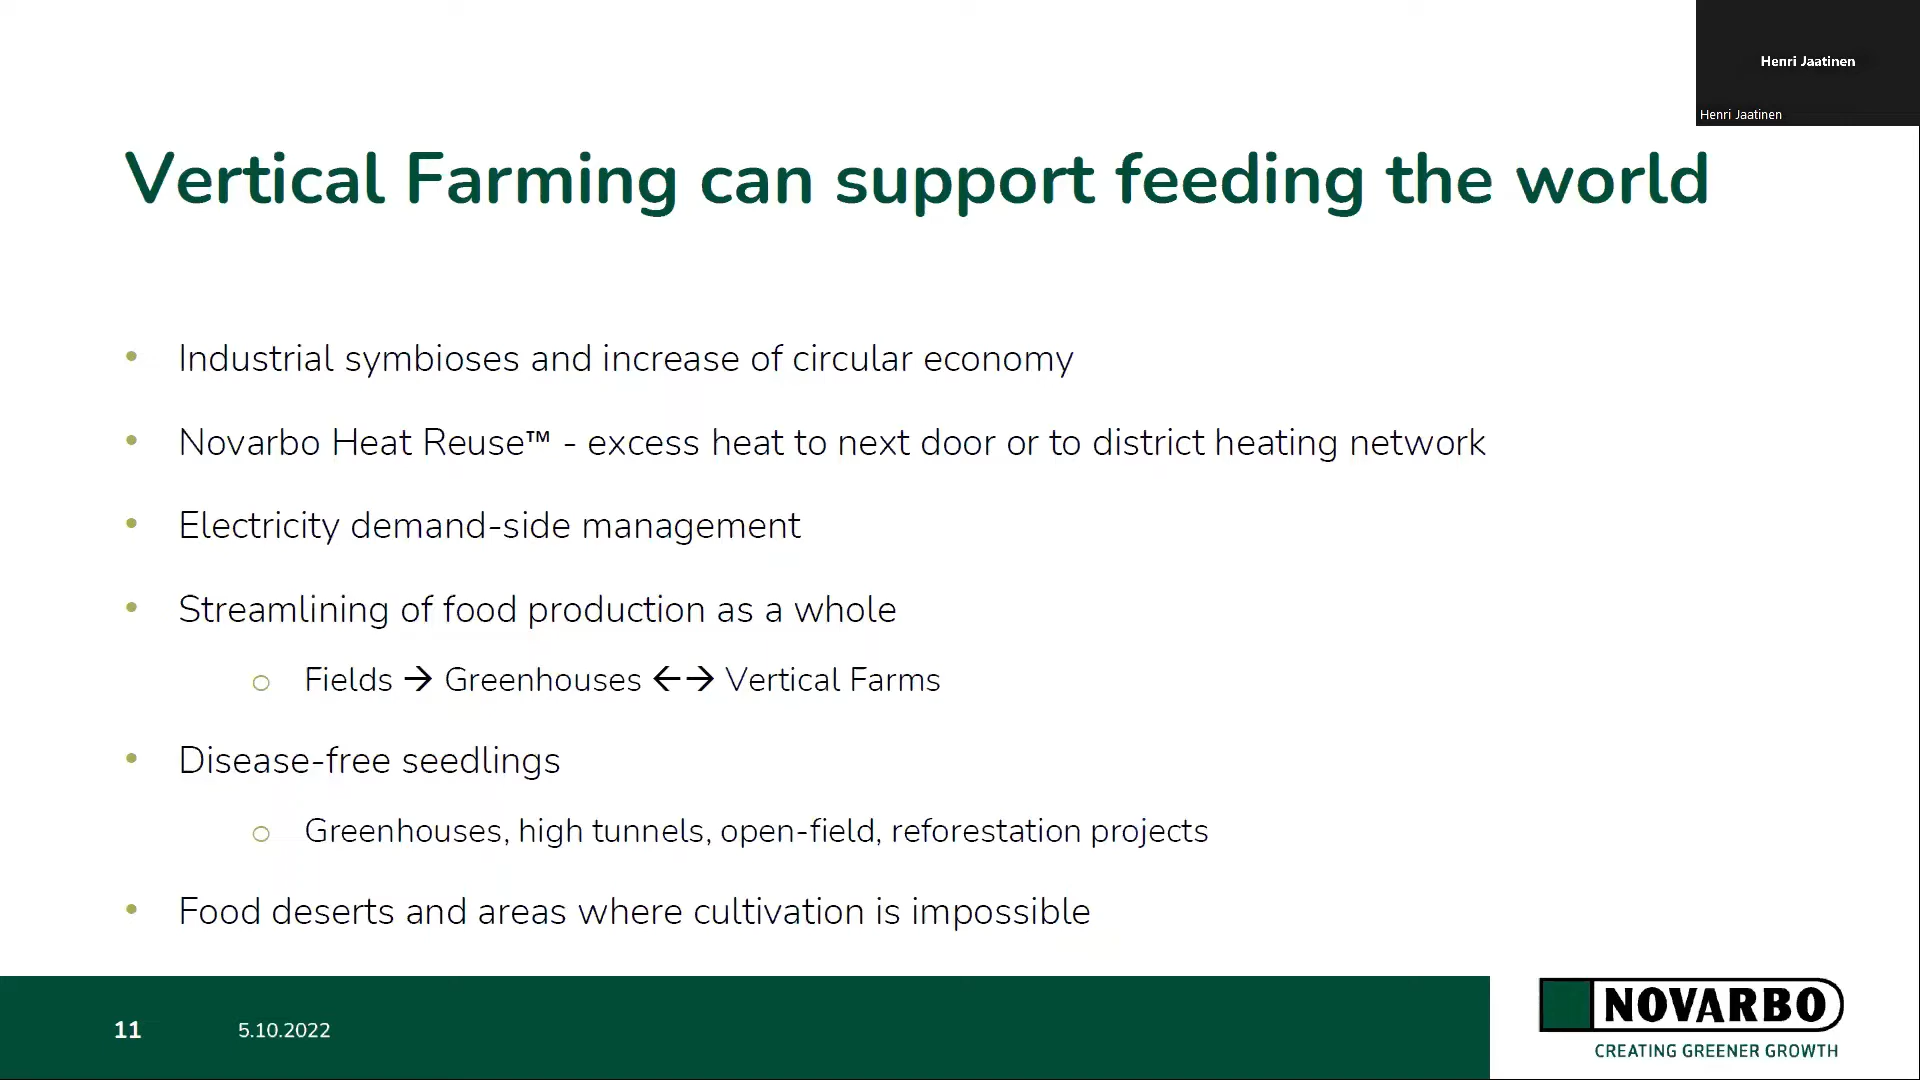 Henri Jaatinen
Henri Jaatinen
Vertical Farming can support feeding the world
• Industrial symbioses and increase of circular economy
• Novarbo Heat Reuse™ - excess heat to next door or to district heating network
• Electricity demand-side management
• Streamlining of food production as a whole
o Fields → Greenhouses ←→ Vertical Farms
• Disease-free seedlings
o Greenhouses, high tunnels, open-field, reforestation projects
• Food deserts and areas where cultivation is impossible
11 5.10.2022
NOVARBO
CREATING GREENER GROWTH